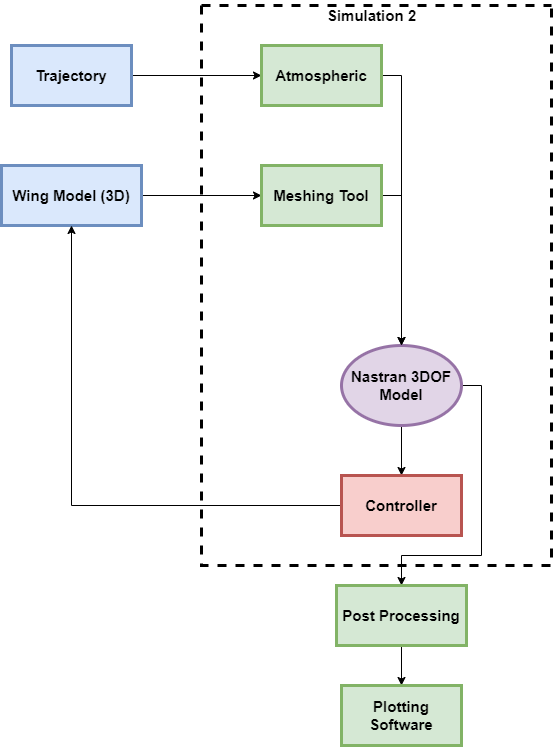 Simulation 2
Trajectory
Atmospheric
Wing Model (3D)
Meshing Tool
Nastran 3DOF
Model
Controller
Post Processing
Plotting
Software